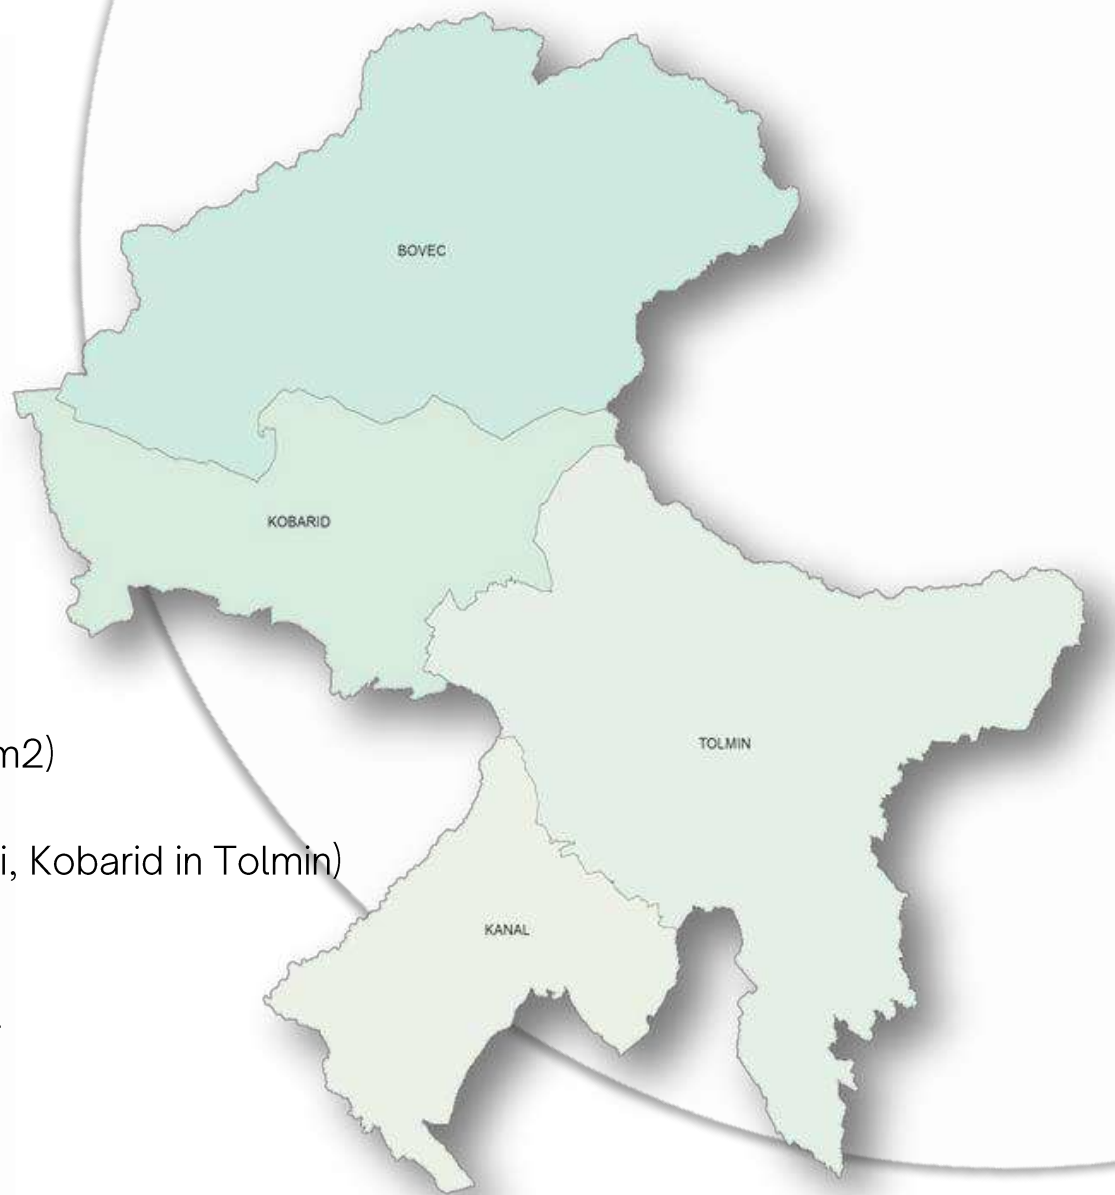 BOVEC
KOBARID
TOLMIN
m2)
i, Kobarid in Tolmin)
KANAL